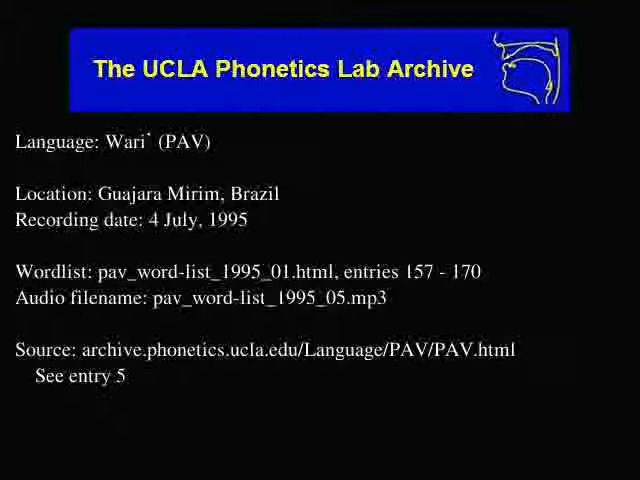 The UCLA Phonetics Lab Archive
Language: Wari` (PAV)
Location: Guajara Mirim, Brazil
Recording date: 4 July, 1995
Wordlist: pav_word-list_1995_01.html, entries 157 - 170
Audio filename: pav_word-list_1995_05.mp3
Source: archive.phonetics.ucla.edu/Language/PAV/PAV.html
See entry 5